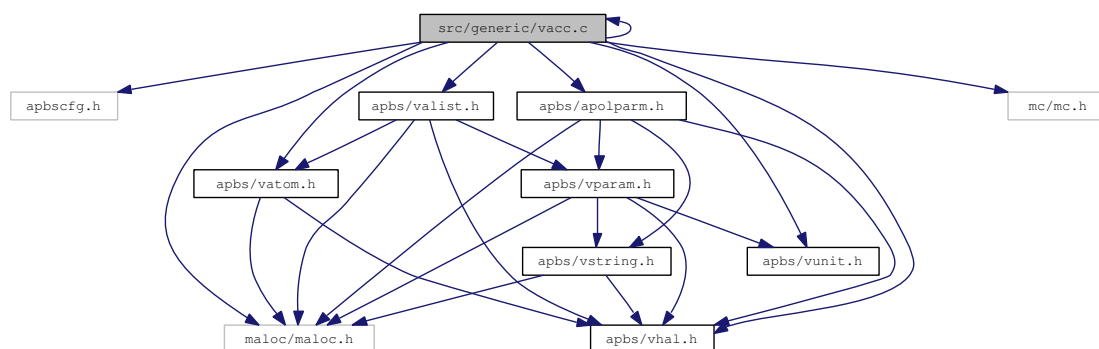 src/generic/vacc.c
apbscfg.h
apbs/valist.h
apbs/apolparm.h
mc/mc.h
apbs/vatom.h
apbs/vparam.h
apbs/vstring.h
apbs/vunit.h
maloc/maloc.h
apbs/vhal.h